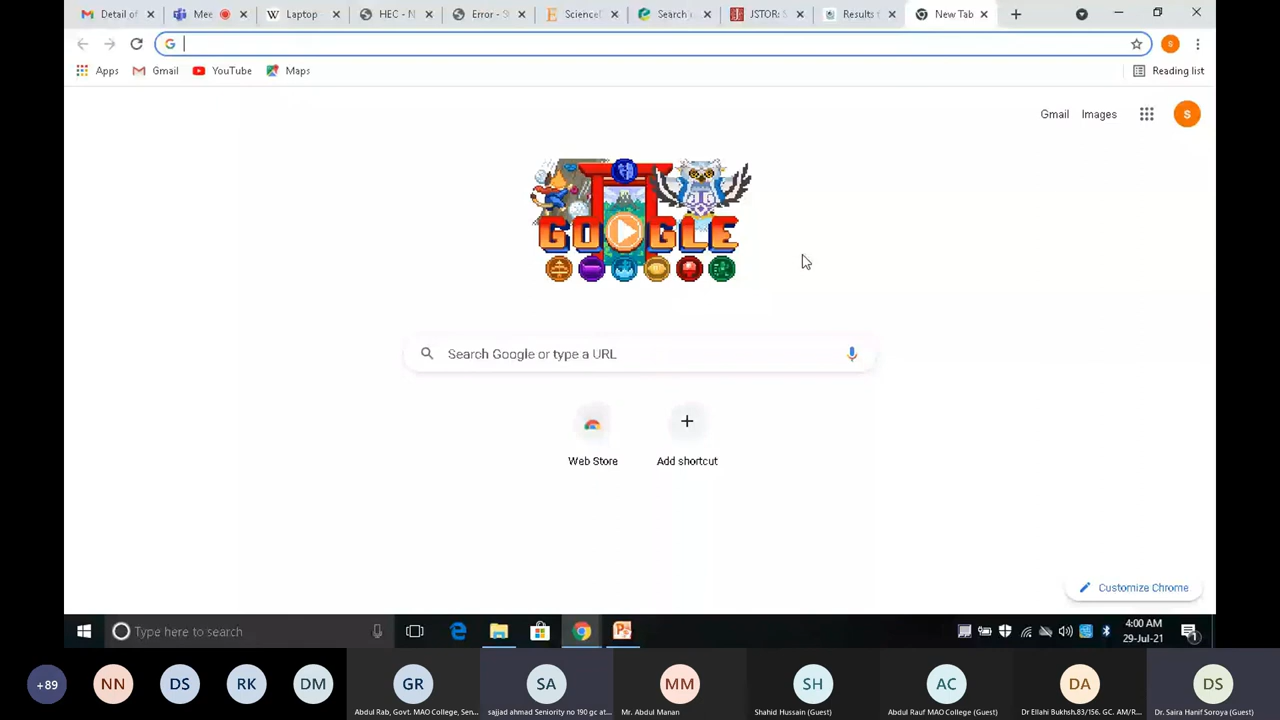 Detail of
Mee
Laptop -
HEC - N
Error - S
ScienceD
Search r
JSTOR: V
Results f
New Tab
Apps
Gmail
YouTube
Maps
Reading list
Gmail
Images
S
S
GOOGLE
Search Google or type a URL
Web Store
Add shortcut
Customize Chrome
Type here to search
4:00 AM
29-Jul-21
1
+89
NN
DS
RK
DM
GR
SA
MM
SH
AC
DA
DS
Abdul Rab, Govt. MAO College, Sen...
sajjad ahmad Seniority no 190 gc at...
Mr. Abdul Manan
Shahid Hussain (Guest)
Abdul Rauf MAO College (Guest)
Dr Ellahi Bukhsh.83/156. GC. AM/R...
Dr. Saira Hanif Soroya (Guest)